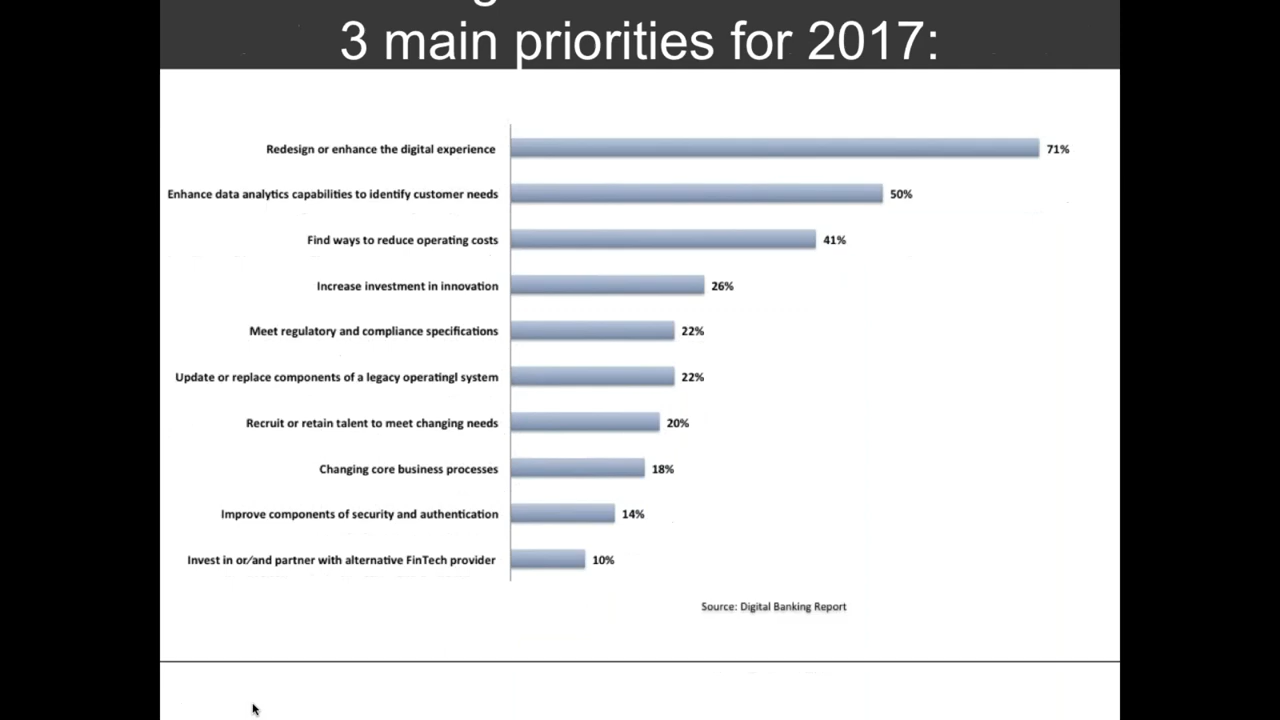 3 main priorities for 2017:
Redesign or enhance the digital experience 71%
Enhance data analytics capabilities to identify customer needs 50%
Find ways to reduce operating costs 41%
Increase investment in innovation 26%
Meet regulatory and compliance specifications 22%
Update or replace components of a legacy operatingl system 22%
Recruit or retain talent to meet changing needs 20%
Changing core business processes 18%
Improve components of security and authentication 14%
Invest in or/and partner with alternative FinTech provider 10%
Source: Digital Banking Report